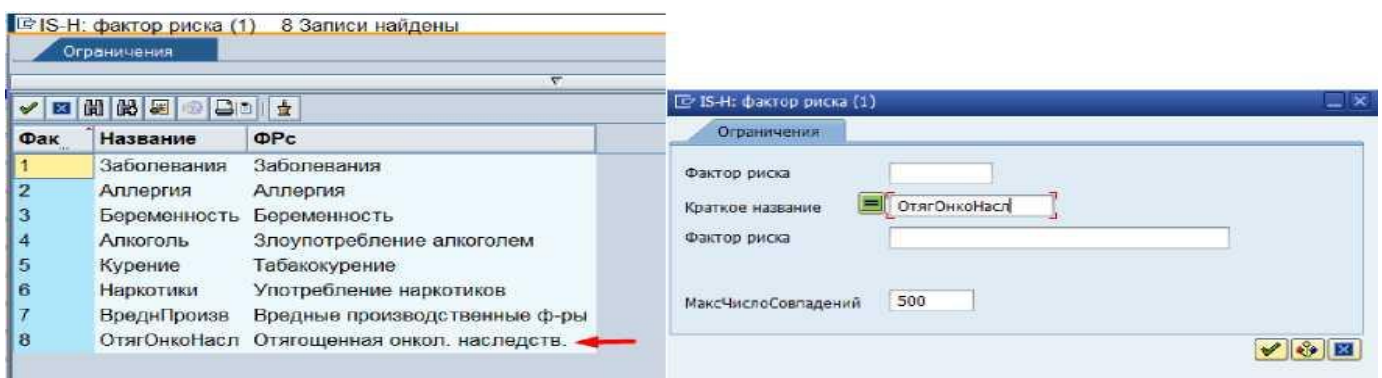 IS-H: фактор риска (1) 8 Записи найдены
Ограничения
Фак... Название ФРс
1 Заболевания Заболевания
2 Аллергия Аллергия
3 Беременность Беременность
4 Алкоголь Злоупотребление алкоголем
5 Курение Табакокурение
6 Наркотики Употребление наркотиков
7 ВреднПроизв Вредные производственные ф-ры
8 ОтягОнкоНасл Отягощенная онкол. наследств.
IS-H: фактор риска (1)
Ограничения
Фактор риска
Краткое название ОтягОнкоНасл
Фактор риска
МаксЧислоСовпадений 500